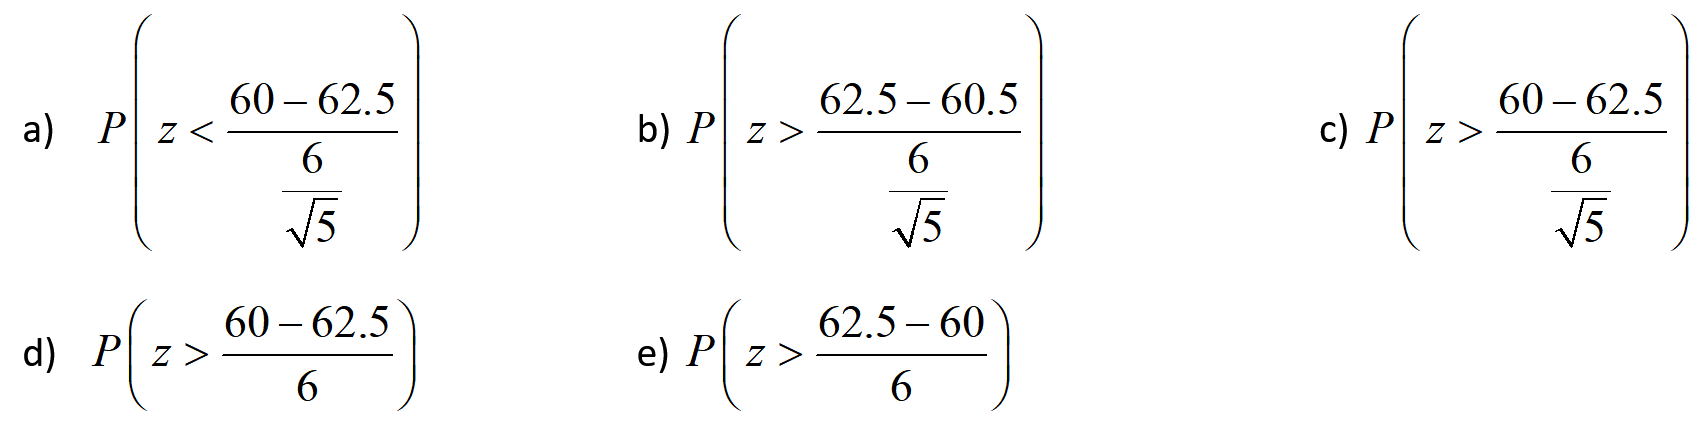 a) P( z < (60 – 62.5)/(6/√5) ) b) P( z > (62.5 – 60.5)/(6/√5) ) c) P( z > (60 – 62.5)/(6/√5) )
d) P( z > (60 – 62.5)/6 ) e) P( z > (62.5 – 60)/6 )